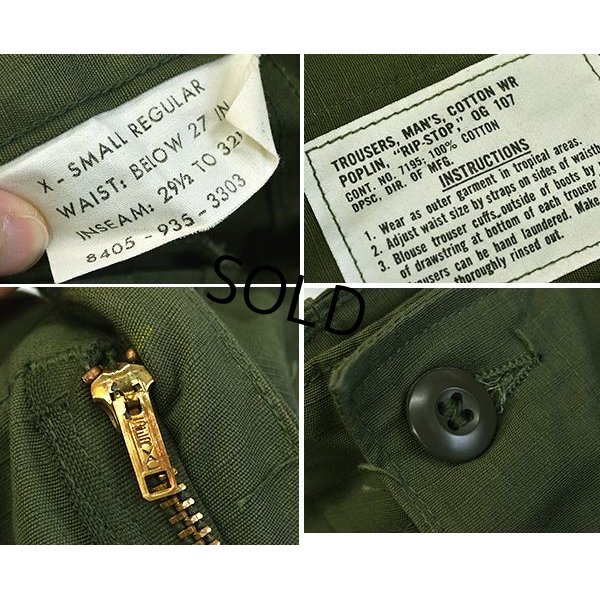 X - SMALL REGULAR
WAIST: BELOW 27 IN
INSEAM: 29½ TO 32½
8405 - 935 - 3303
TROUSERS, MAN'S, COTTON WR
POPLIN, "RIP-STOP," OG 107
CONT. NO. 7195, 100% COTTON
DPSC, DIR. OF MFG.
INSTRUCTIONS
1. Wear as outer garment in tropical areas.
2. Adjust waist size by straps on sides of waistb
3. Blouse trouser cuffs outside of boots by
of drawstring at bottom of each trouser
trousers can be hand laundered. Make
thoroughly rinsed out.
SOLD